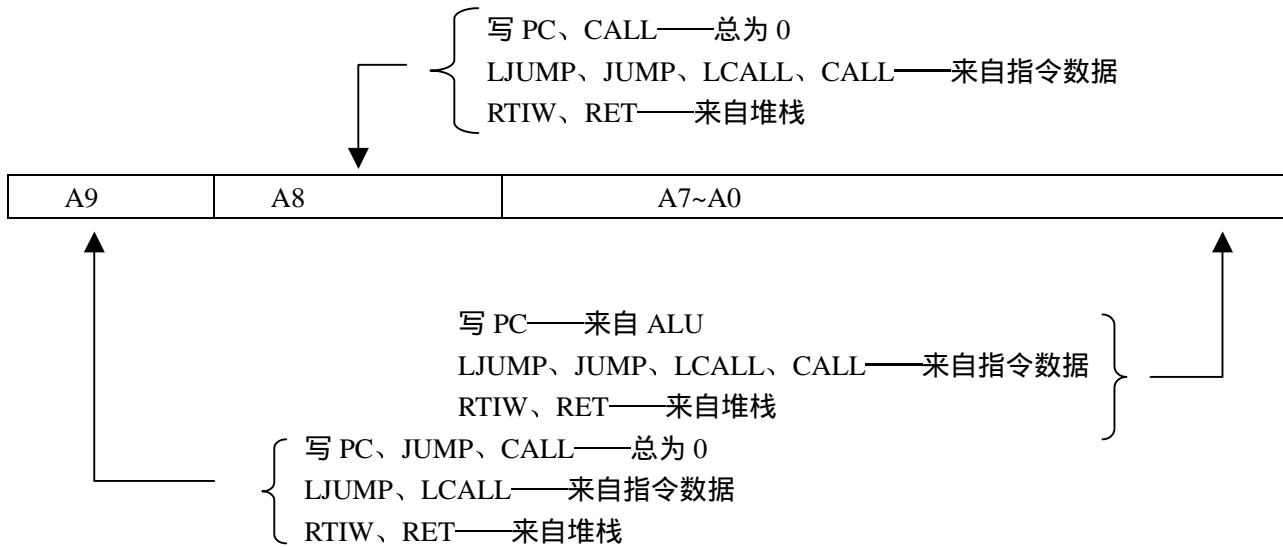 写 PC、CALL——总为 0
LJUMP、JUMP、LCALL、CALL——来自指令数据
RTIW、RET——来自堆栈
A9 A8 A7~A0
写 PC——来自 ALU
LJUMP、JUMP、LCALL、CALL——来自指令数据
RTIW、RET——来自堆栈
写 PC、JUMP、CALL——总为 0
LJUMP、LCALL——来自指令数据
RTIW、RET——来自堆栈